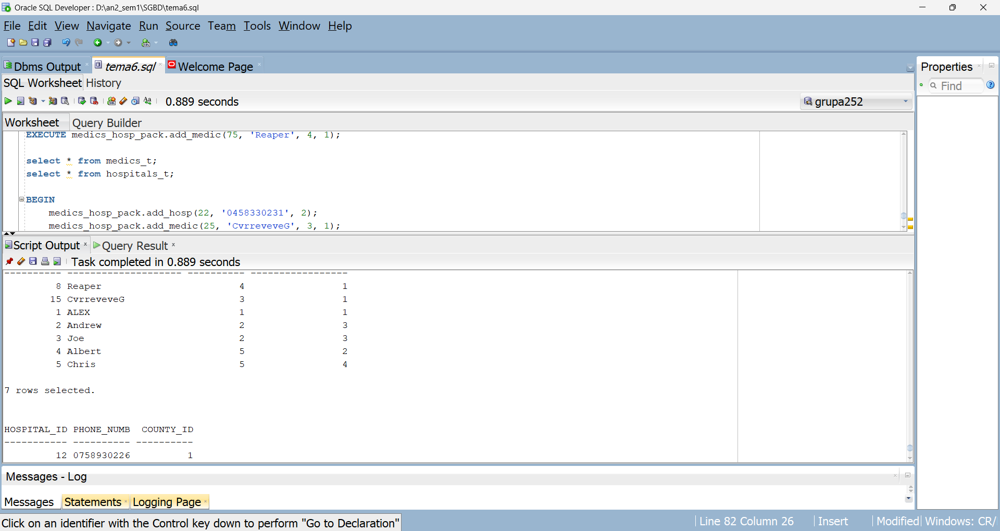 Oracle SQL Developer : D:\an2_sem1\SGBD\tema6.sql
File Edit View Navigate Run Source Team Tools Window Help
Dbms Output tema6.sql Welcome Page
Properties
SQL Worksheet History
Find
0.889 seconds
grupa252
Worksheet Query Builder
EXECUTE medics_hosp_pack.add_medic(75, 'Reaper', 4, 1);
select * from medics_t;
select * from hospitals_t;
BEGIN
medics_hosp_pack.add_hosp(22, '0458330231', 2);
medics_hosp_pack.add_medic(25, 'CvrreveveG', 3, 1);
Script Output Query Result
Task completed in 0.889 seconds
---------- -------------------- ---------- -----------------
8 Reaper 4 1
15 CvrreveveG 3 1
1 ALEX 1 1
2 Andrew 2 3
3 Joe 2 3
4 Albert 5 2
5 Chris 5 4
7 rows selected.
HOSPITAL_ID PHONE_NUMB COUNTY_ID
----------- ---------- ----------
12 0758930226 1
Messages - Log
Messages Statements Logging Page
Click on an identifier with the Control key down to perform "Go to Declaration"
Line 82 Column 26 Insert Modified Windows: CR/